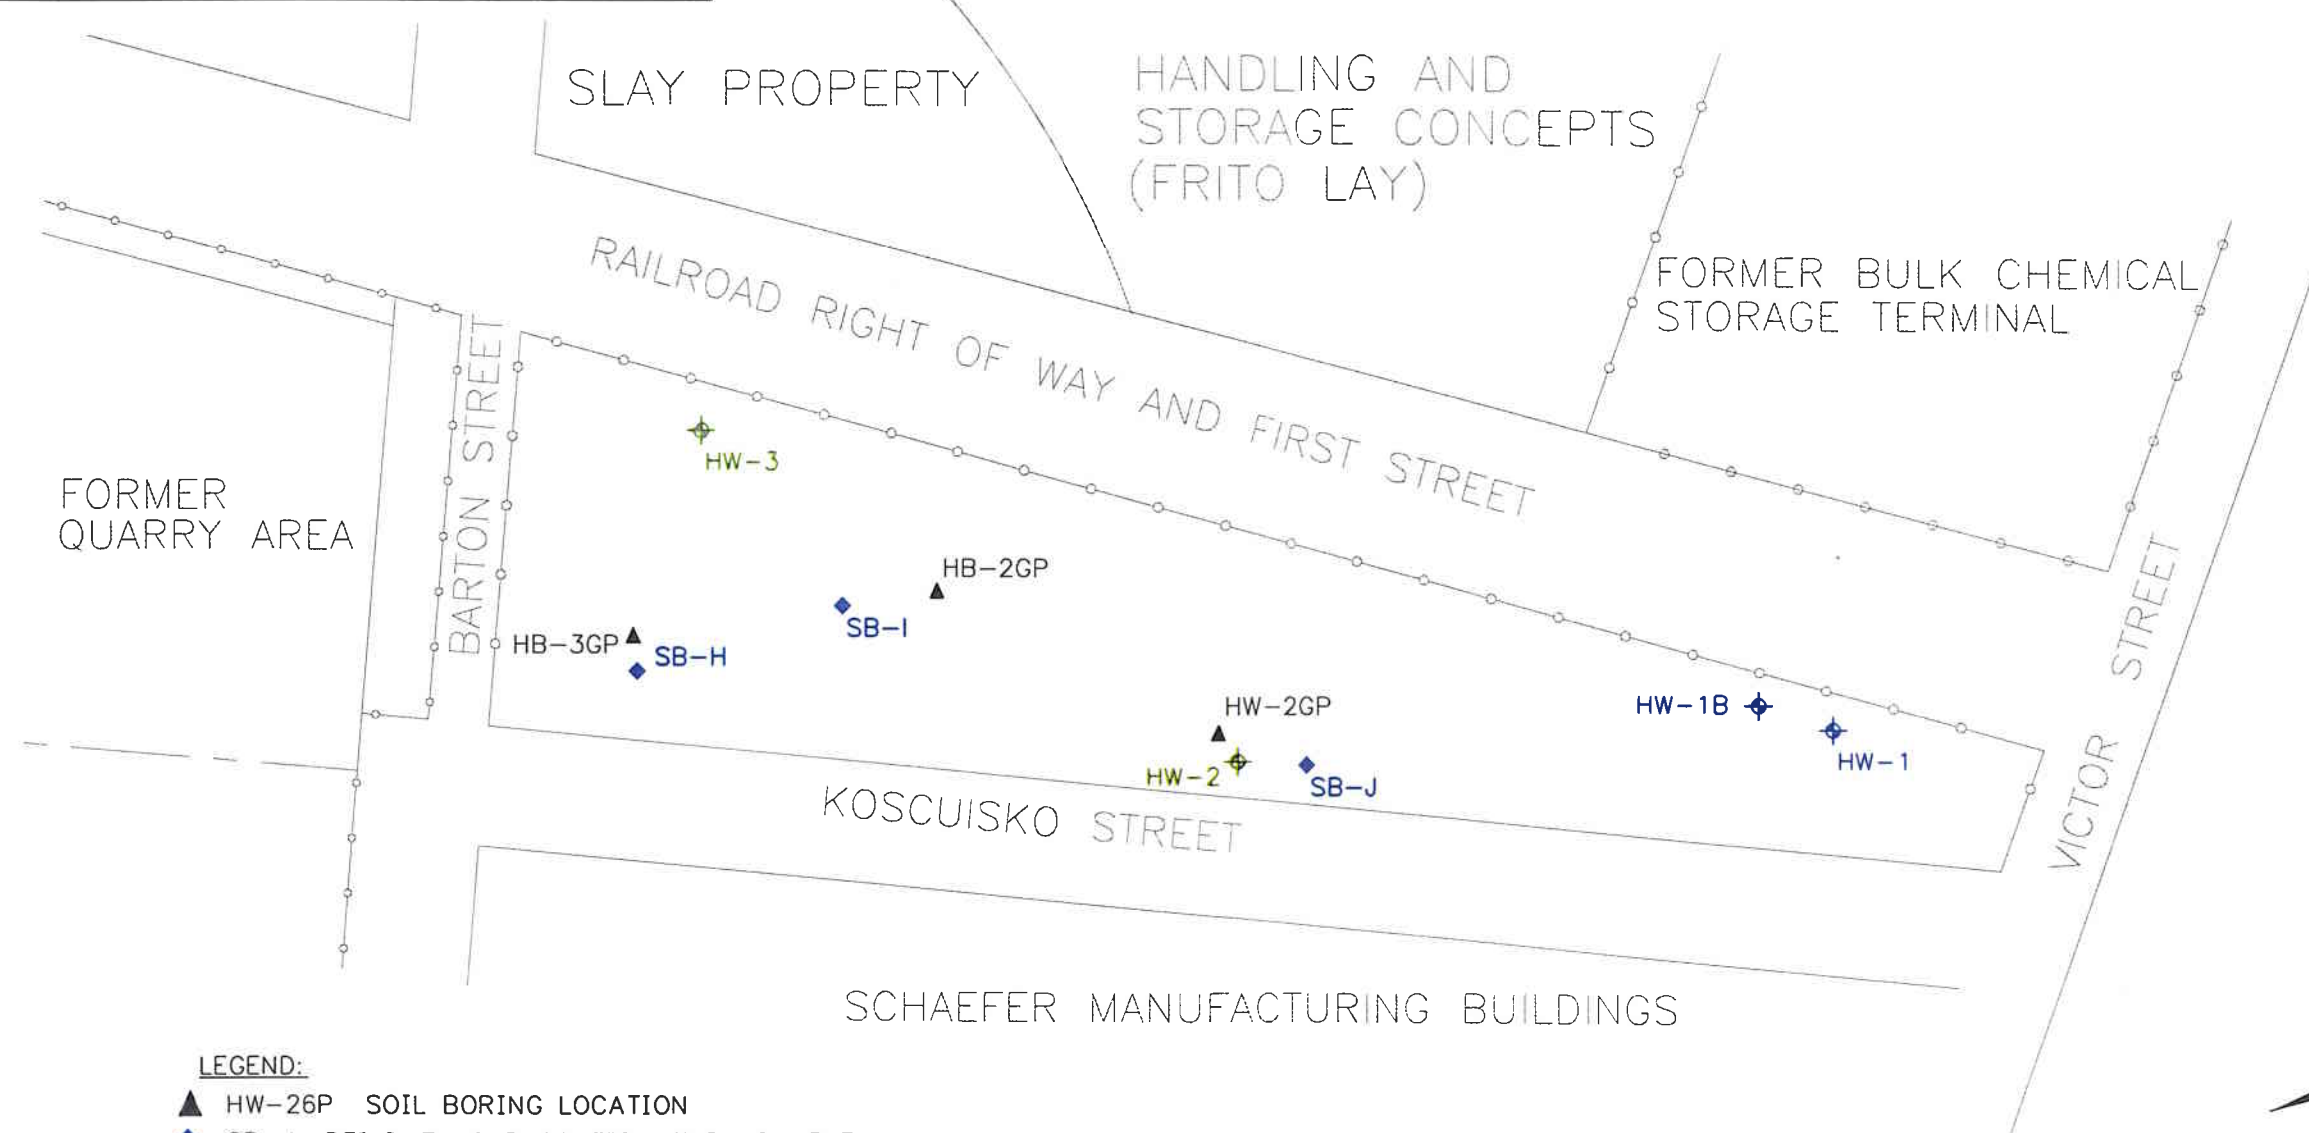 SLAY PROPERTY
HANDLING AND
STORAGE CONCEPTS
(FRITO LAY)
RAILROAD RIGHT OF WAY AND FIRST STREET
FORMER BULK CHEMICAL
STORAGE TERMINAL
BARTON STREET
FORMER
QUARRY AREA
HW-3
HB-2GP
SB-I
HB-3GP
SB-H
HW-2GP
HW-2
SB-J
HW-1B
HW-1
VICTOR STREET
KOSCUISKO STREET
SCHAEFER MANUFACTURING BUILDINGS
LEGEND:
HW-26P SOIL BORING LOCATION